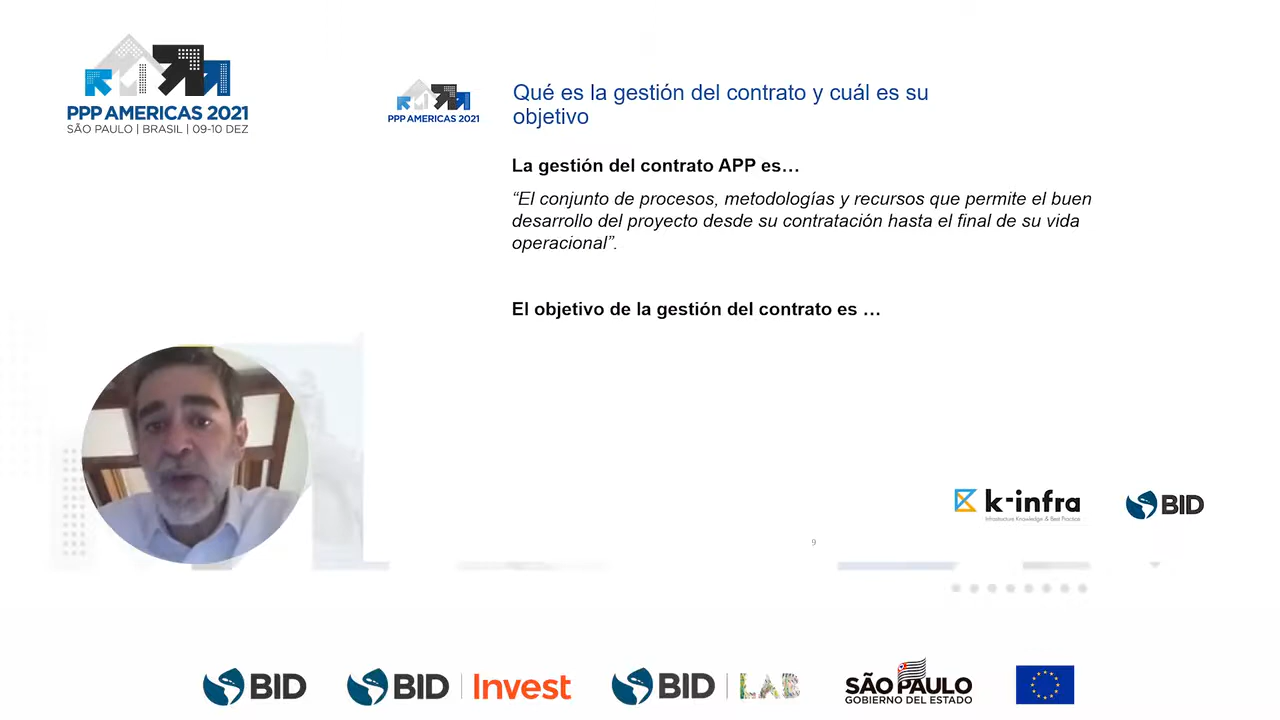 PPP AMERICAS 2021
SÃO PAULO | BRASIL | 09-10 DEZ
PPP AMERICAS 2021
Qué es la gestión del contrato y cuál es su
objetivo
La gestión del contrato APP es…
“El conjunto de procesos, metodologías y recursos que permite el buen
desarrollo del proyecto desde su contratación hasta el final de su vida
operacional”.
El objetivo de la gestión del contrato es …
k-infra
Infrastructure Knowledge & Best Practice
BID
9
BID
BID | Invest
BID | LAB
SÃO PAULO
GOBIERNO DEL ESTADO